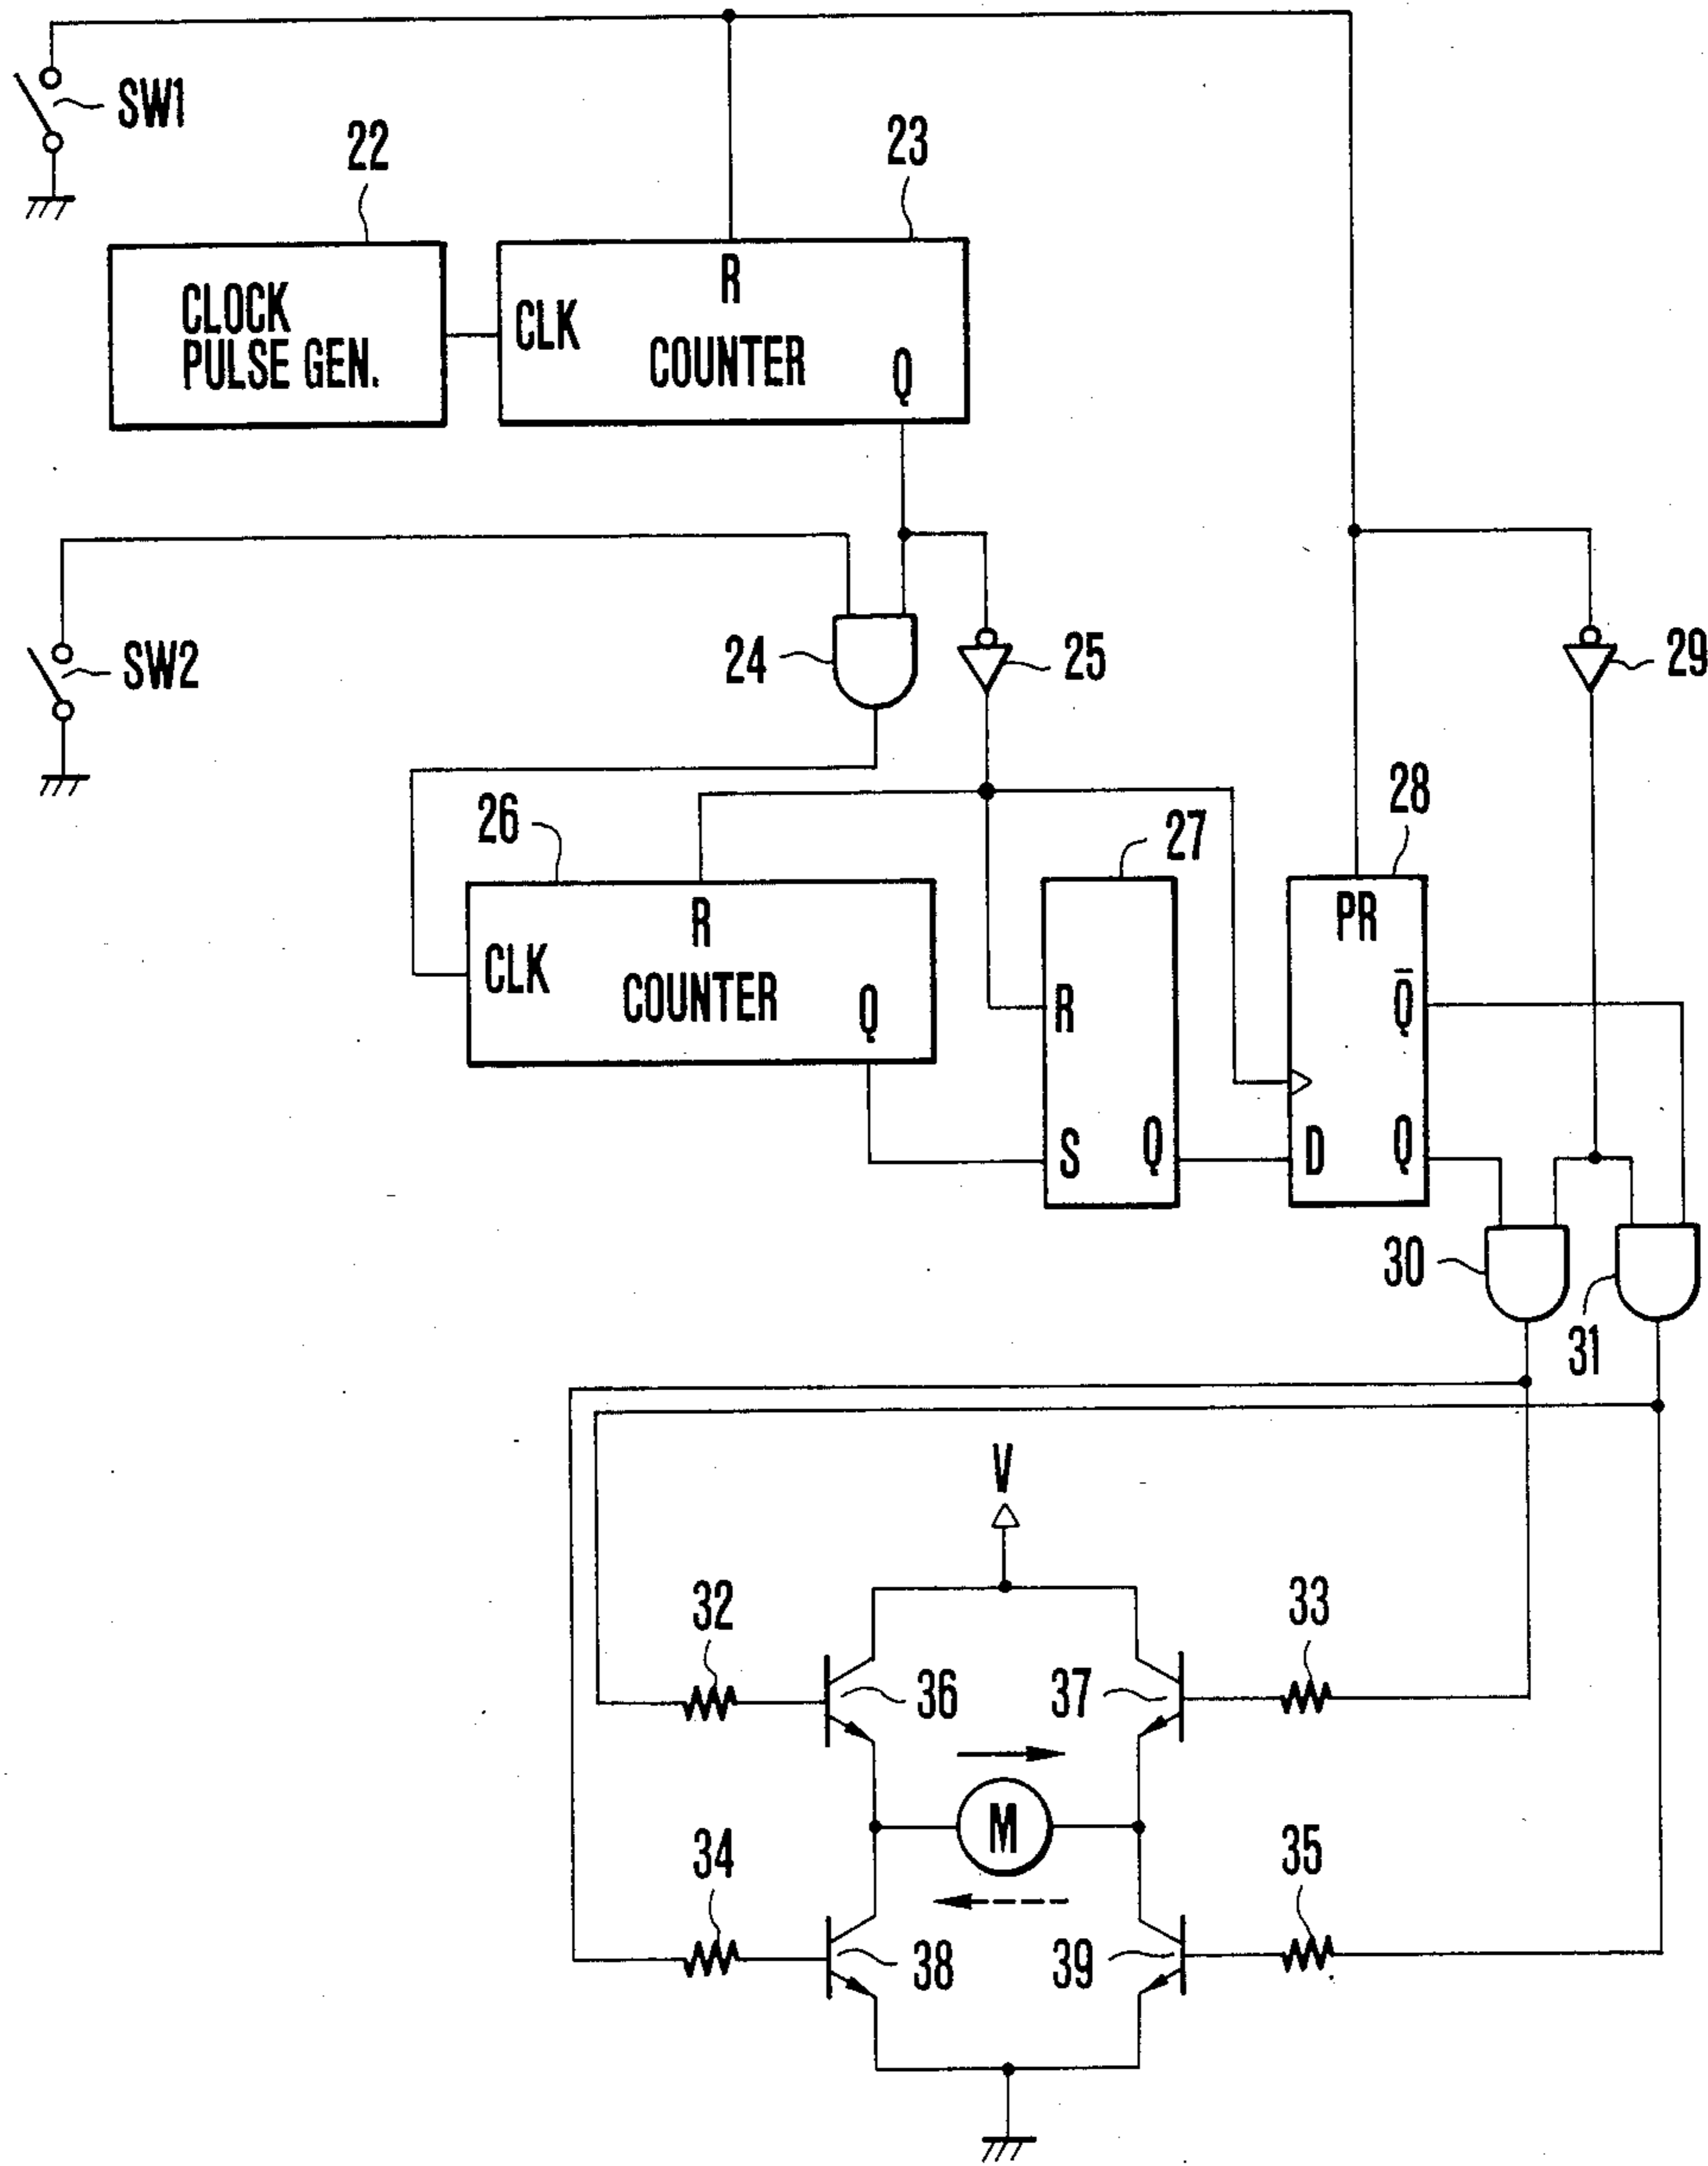 SW1
22
23
CLOCK
PULSE GEN.
CLK
R
COUNTER
Q
SW2
24
25
29
26
27
28
CLK
R
COUNTER
Q
R
S
Q
PR
Q̅
D
Q
30
31
V
32
33
36
37
M
34
35
38
39